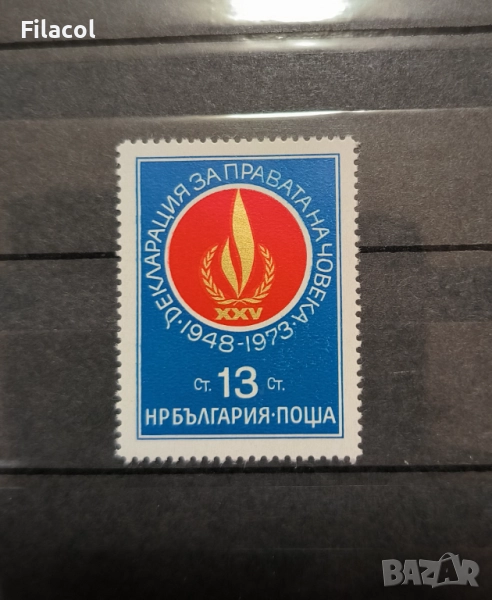 Filacol
ДЕКЛАРАЦИЯ ЗА ПРАВАТА НА ЧОВЕКА
XXV
·1948-1973·
ст. 13 ст.
НРБЪЛГАРИЯ·ПОЩА
BAZAR